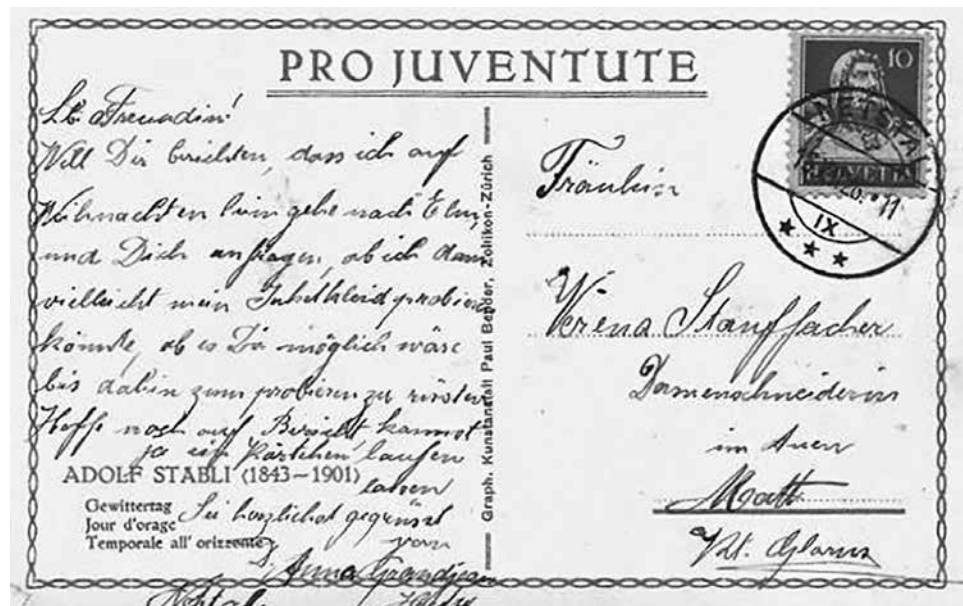 PRO JUVENTUTE
Lb. Freundin!
Will Dir berichten, dass ich auf
Weihnachten heim gehe nach Elm,
und Dich anfragen, ob ich dann
vielleicht mein Jubelkleid probieren
könnte, ob es Dir möglich wäre
bis dahin zum probieren zu rüsten
Hoffe noch auf Bericht kannst
ja ein Kärtchen laufen
lassen
Sei herzlichst gegrüsst
von
Anna Grandjean
Netstal
ADOLF STÄBLI (1843–1901)
Gewittertag
Jour d'orage
Temporale all' orizzonte
Graph. Kunstanstalt Paul Bender, Zollikon-Zürich
10
HELVETIA
NETSTAL
IX
Fräulein
Verena Stauffacher
Damenschneiderin
im Auen
Matt
Kt. Glarus